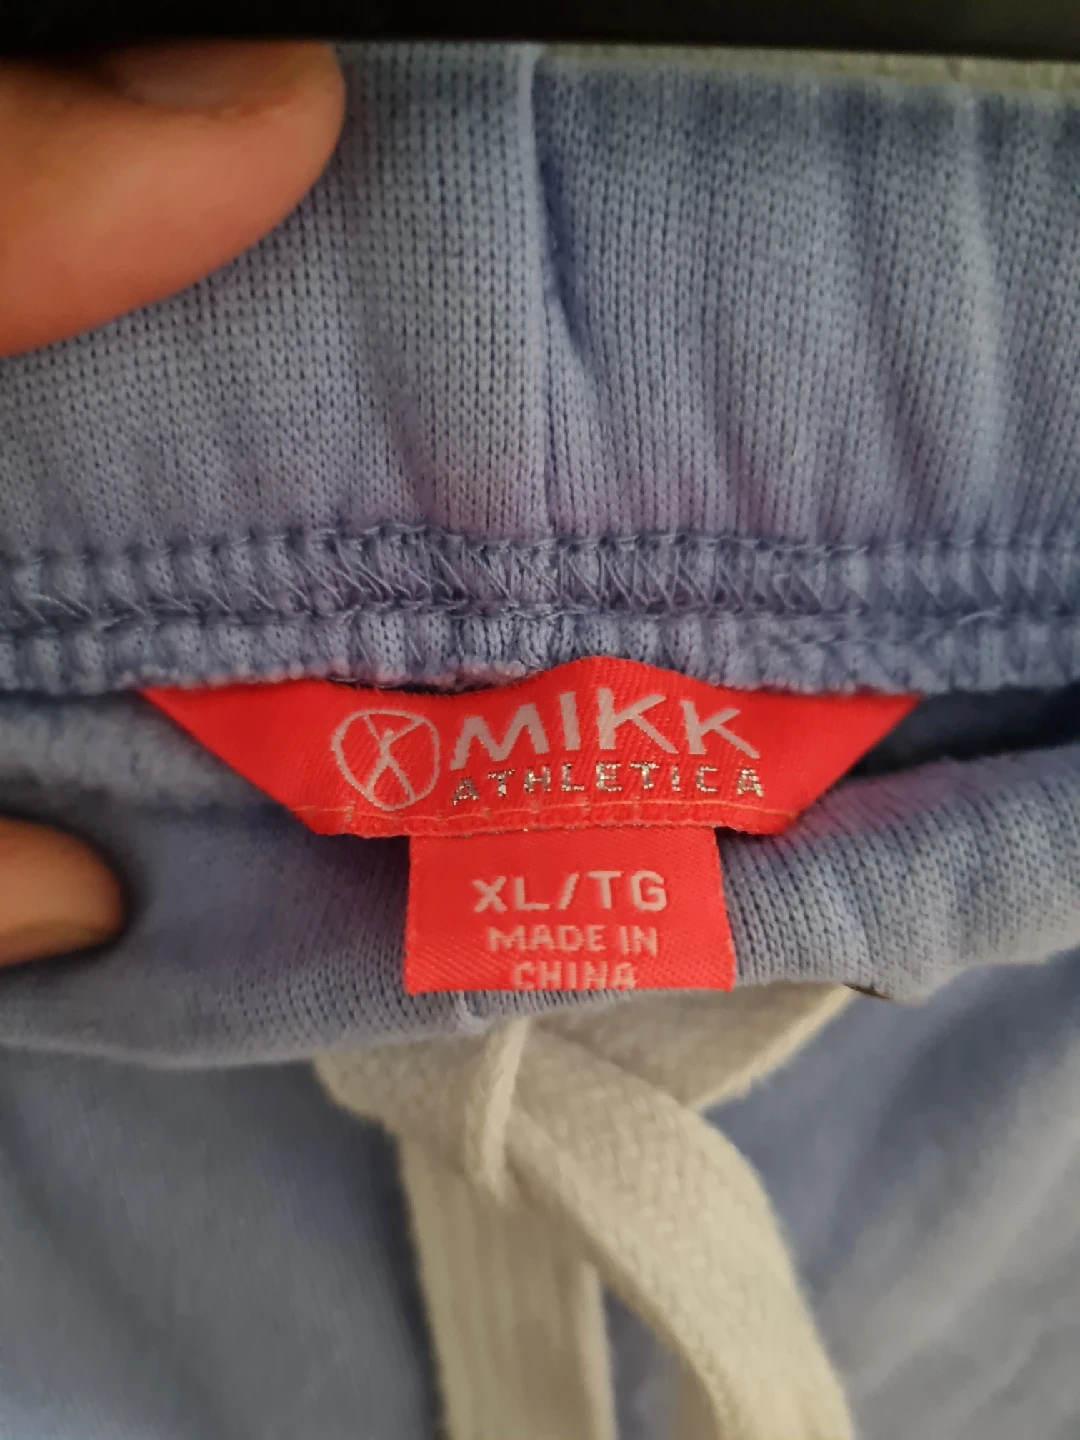 MIKK
ATHLETICA
XL/TG
MADE IN
CHINA